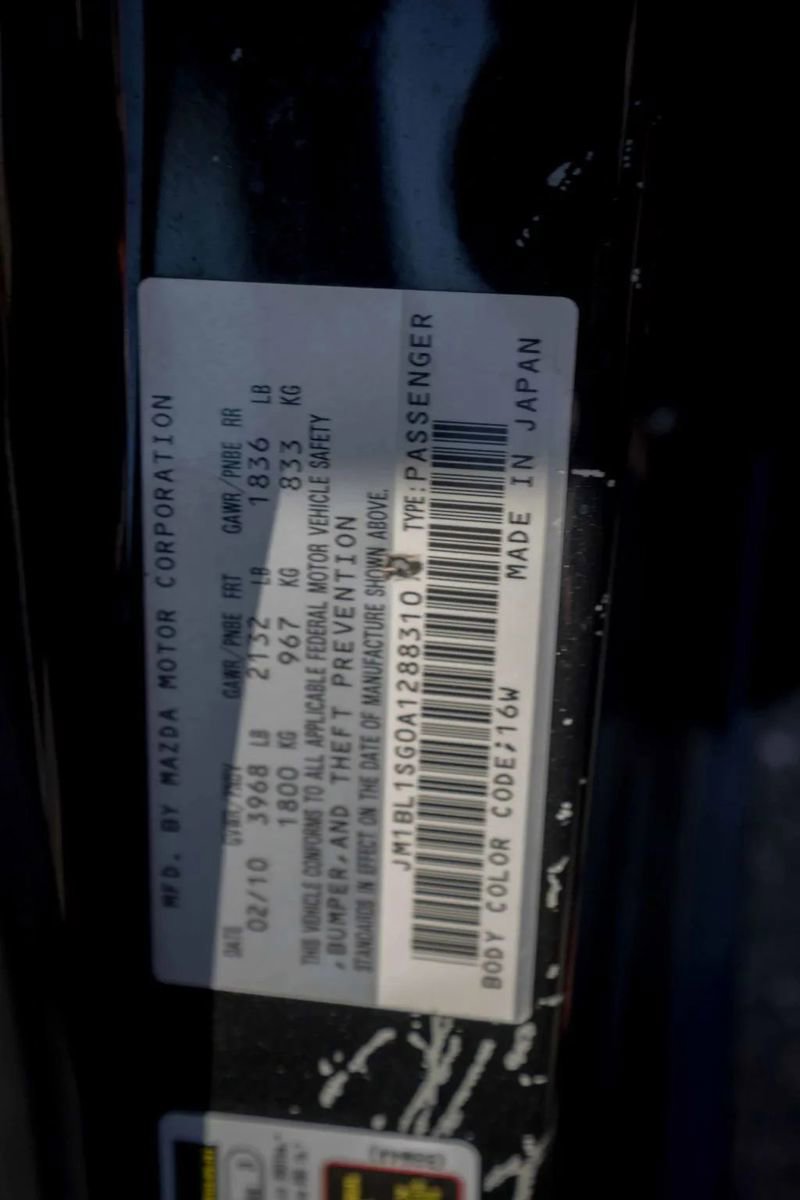 MFD. BY MAZDA MOTOR CORPORATION
DATE GVWR/PNBV GAWR/PNBE FRT GAWR/PNBE RR
02/10 3968 LB 2132 LB 1836 LB
1800 KG 967 KG 833 KG
THIS VEHICLE CONFORMS TO ALL APPLICABLE FEDERAL MOTOR VEHICLE SAFETY
,BUMPER,AND THEFT PREVENTION
STANDARDS IN EFFECT ON THE DATE OF MANUFACTURE SHOWN ABOVE.
JM1BL1SG0A1288310 TYPE:PASSENGER
BODY COLOR CODE;16W MADE IN JAPAN